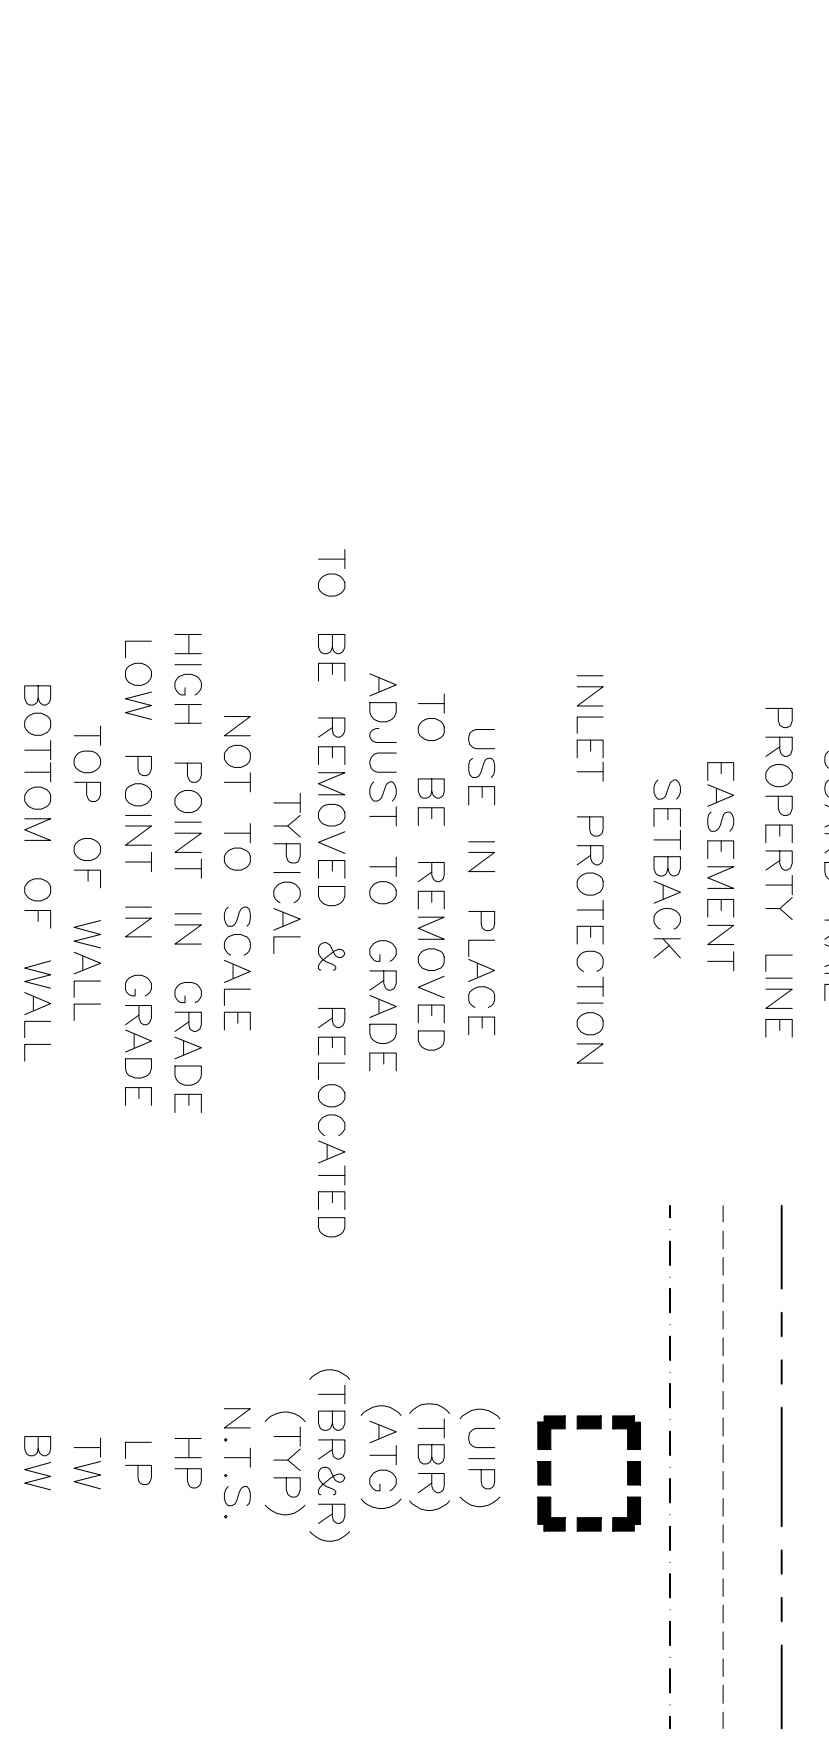 PROPERTY LINE
EASEMENT
SETBACK
INLET PROTECTION
USE IN PLACE (UIP)
TO BE REMOVED (TBR)
ADJUST TO GRADE (ATG)
TO BE REMOVED & RELOCATED (TBR&R)
TYPICAL (TYP)
NOT TO SCALE N.T.S.
HIGH POINT IN GRADE HP
LOW POINT IN GRADE LP
TOP OF WALL TW
BOTTOM OF WALL BW